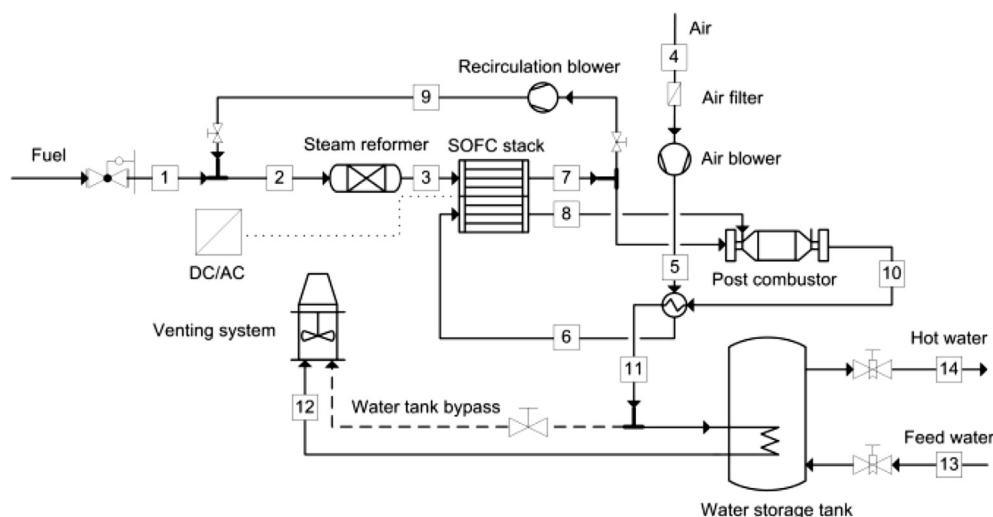 Air
4
Recirculation blower
9
Air filter
Fuel
Steam reformer
SOFC stack
Air blower
1
2
3
7
8
DC/AC
5
Post combustor
10
Venting system
6
Hot water
11
14
12
Water tank bypass
Feed water
13
Water storage tank